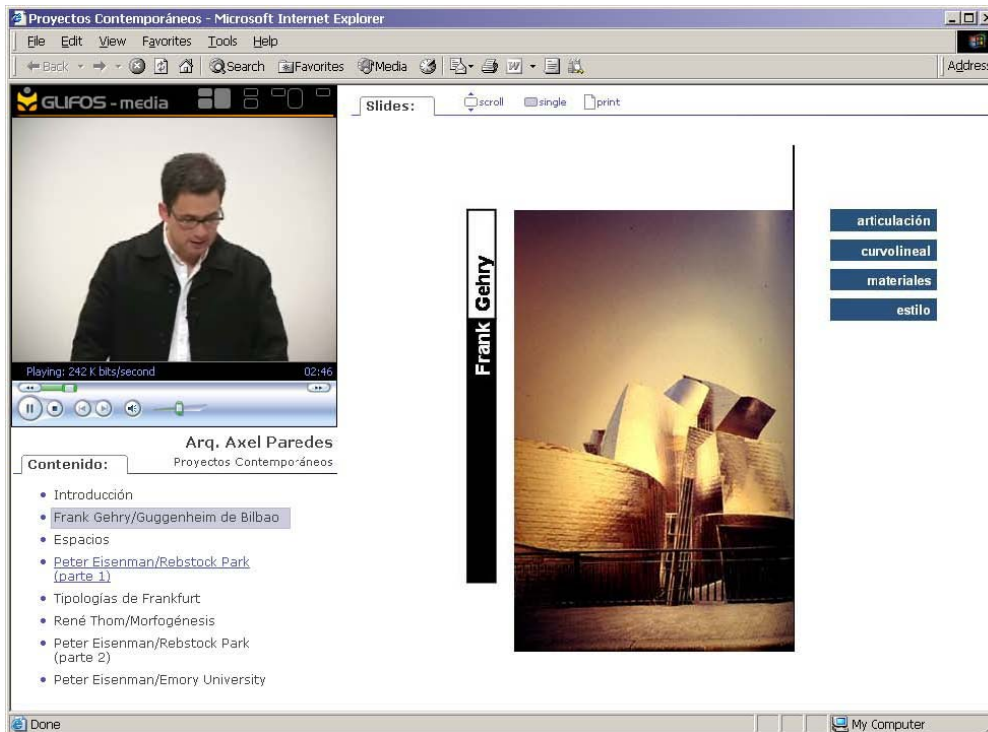 Proyectos Contemporáneos - Microsoft Internet Explorer
File Edit View Favorites Tools Help
Back Search Favorites Media Address
GLIFOS - media
Slides: scroll single print
Playing: 242 K bits/second 02:46
Arq. Axel Paredes
Proyectos Contemporáneos
Contenido:
Introducción
Frank Gehry/Guggenheim de Bilbao
Espacios
Peter Eisenman/Rebstock Park
(parte 1)
Tipologías de Frankfurt
René Thom/Morfogénesis
Peter Eisenman/Rebstock Park
(parte 2)
Peter Eisenman/Emory University
Frank Gehry
articulación
curvolineal
materiales
estilo
Done My Computer